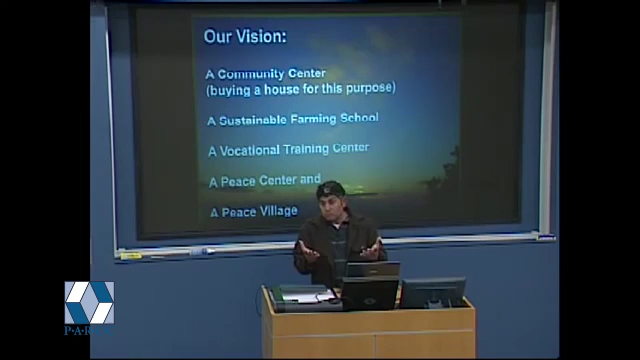 Our Vision:
A Community Center
(buying a house for this purpose)
A Sustainable Farming School
A Vocational Training Center
A Peace Center and
A Peace Village